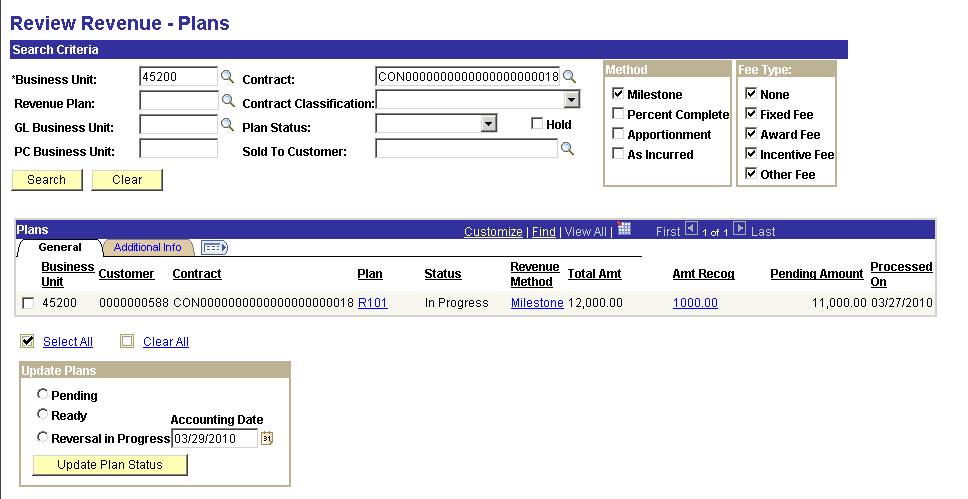 Review Revenue - Plans
Search Criteria
*Business Unit: 45200 Contract: CON0000000000000000000018
Revenue Plan: Contract Classification:
GL Business Unit: Plan Status: Hold
PC Business Unit: Sold To Customer:
Method
Milestone
Percent Complete
Apportionment
As Incurred
Fee Type:
None
Fixed Fee
Award Fee
Incentive Fee
Other Fee
Search Clear
Plans Customize | Find | View All | First 1 of 1 Last
General Additional Info
Business Unit Customer Contract Plan Status Revenue Method Total Amt Amt Recog Pending Amount Processed On
45200 0000000588 CON0000000000000000000018 R101 In Progress Milestone 12,000.00 1000.00 11,000.00 03/27/2010
Select All Clear All
Update Plans
Pending
Ready
Accounting Date
Reversal in Progress 03/29/2010 31
Update Plan Status